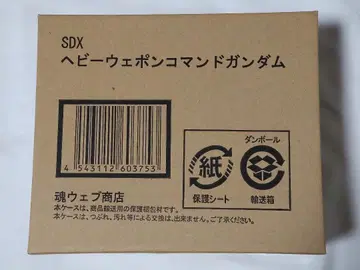 SDX
ヘビーウェポンコマンドガンダム
4 543112 603753
ダンボール
紙
保護シート
輸送箱
魂ウェブ商店
本ケースは、商品輸送用の保護梱包材です。
本ケースは、つぶれ、汚れ等による交換は、出来ません。ご了承ください。